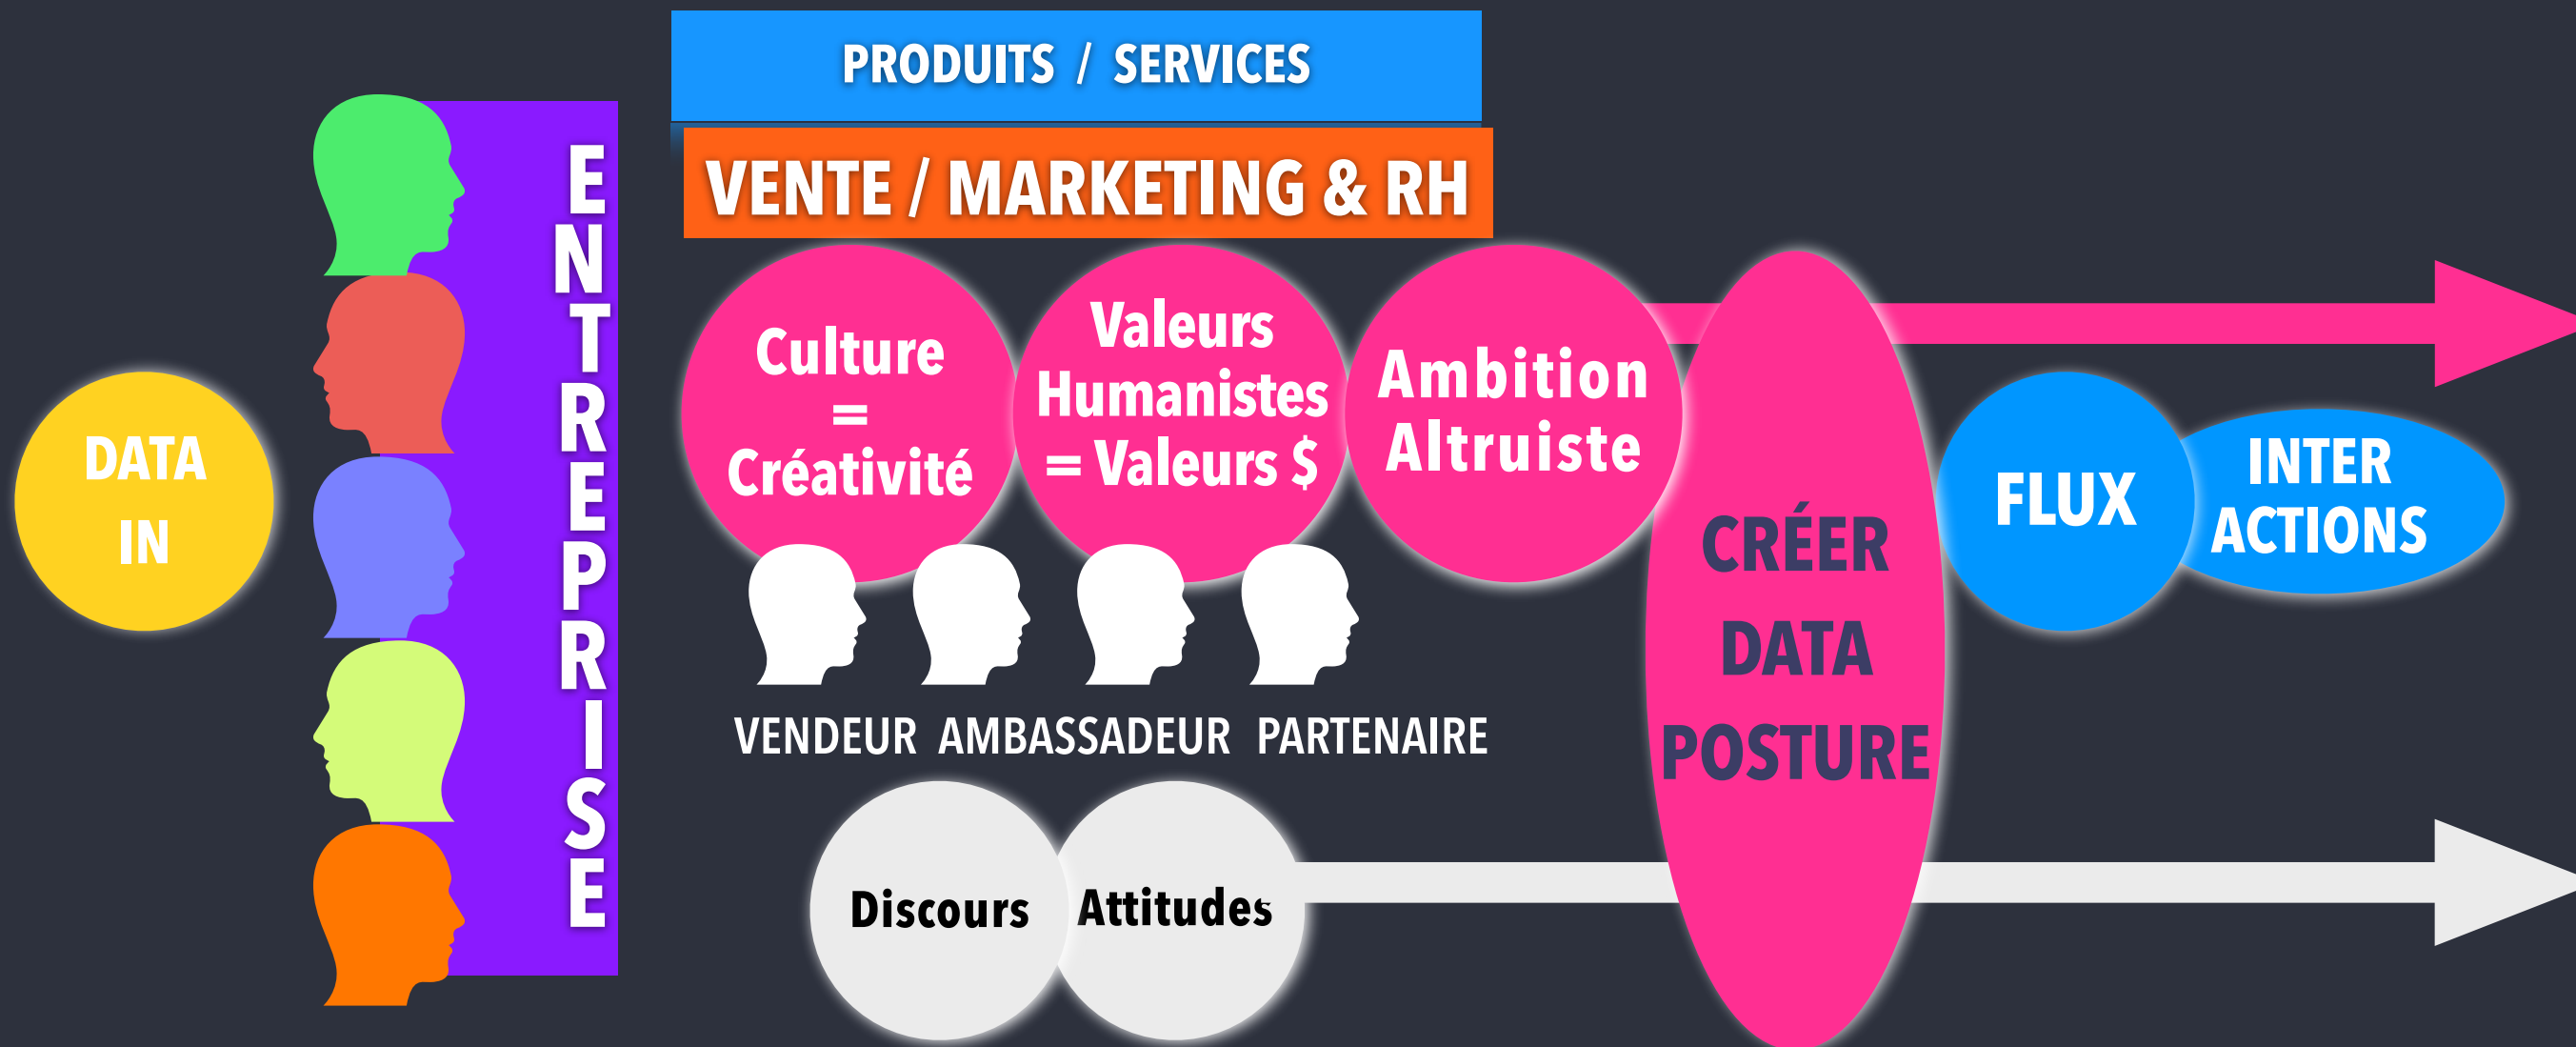 DATA
IN
ENTREPRISE
PRODUITS / SERVICES
VENTE / MARKETING & RH
Culture
=
Créativité
Valeurs
Humanistes
= Valeurs $
Ambition
Altruiste
VENDEUR AMBASSADEUR PARTENAIRE
Discours
Attitudes
CRÉER
DATA
POSTURE
FLUX
INTER
ACTIONS